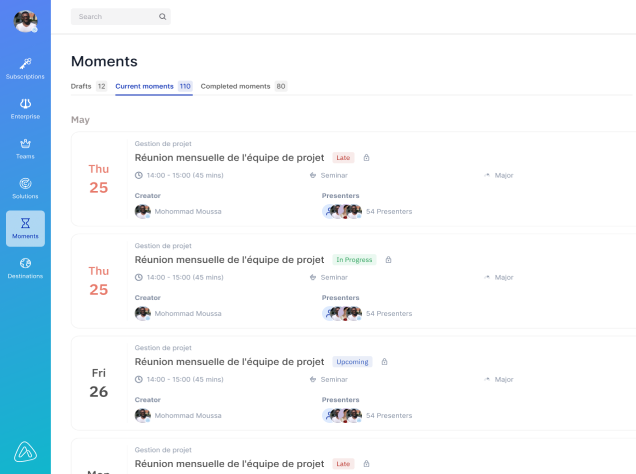 Search
Subscriptions
Enterprise
Teams
Solutions
Moments
Destinations
Moments
Drafts 12 Current moments 110 Completed moments 80
May
Thu
25
Gestion de projet
Réunion mensuelle de l'équipe de projet Late
14:00 - 15:00 (45 mins) Seminar Major
Creator Presenters
Mohommad Moussa 54 Presenters
Thu
25
Gestion de projet
Réunion mensuelle de l'équipe de projet In Progress
14:00 - 15:00 (45 mins) Seminar Major
Creator Presenters
Mohommad Moussa 54 Presenters
Fri
26
Gestion de projet
Réunion mensuelle de l'équipe de projet Upcoming
14:00 - 15:00 (45 mins) Seminar Major
Creator Presenters
Mohommad Moussa 54 Presenters
Mon
Gestion de projet
Réunion mensuelle de l'équipe de projet Late